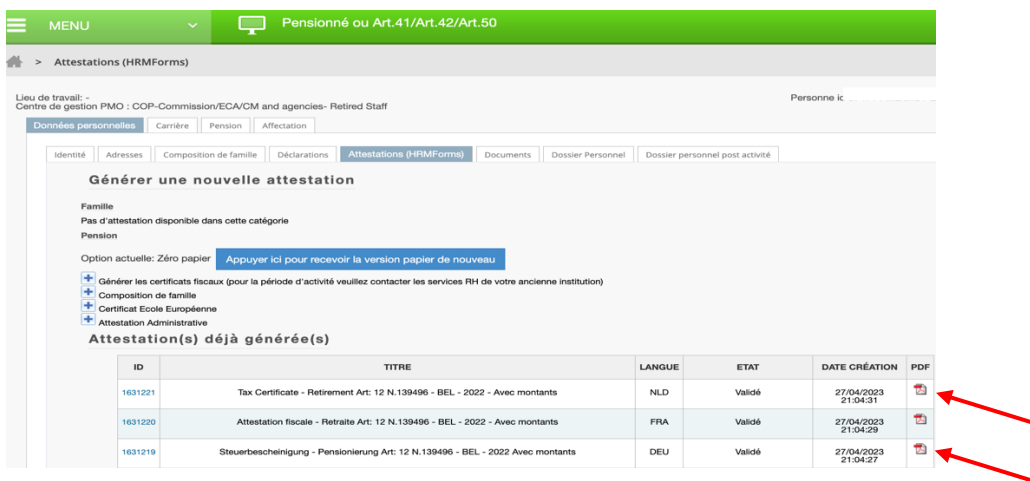 MENU
Pensionné ou Art.41/Art.42/Art.50
> Attestations (HRMForms)
Lieu de travail: -
Personne
Centre de gestion PMO : COP-Commission/ECA/CM and agencies- Retired Staff
Données personnelles Carrière Pension Affectation
Identité Adresses Composition de famille Déclarations Attestations (HRMForms) Documents Dossier Personnel Dossier personnel post activité
Générer une nouvelle attestation
Famille
Pas d'attestation disponible dans cette catégorie
Pension
Option actuelle: Zéro papier Appuyer ici pour recevoir la version papier de nouveau
Générer les certificats fiscaux (pour la période d'activité veuillez contacter les services RH de votre ancienne institution)
Composition de famille
Certificat Ecole Européenne
Attestation Administrative
Attestation(s) déjà générée(s)
ID TITRE LANGUE ETAT DATE CRÉATION PDF
1631221 Tax Certificate - Retirement Art: 12 N.139496 - BEL - 2022 - Avec montants NLD Validé 27/04/2023
21:04:31
1631220 Attestation fiscale - Retraite Art: 12 N.139496 - BEL - 2022 - Avec montants FRA Validé 27/04/2023
21:04:29
1631219 Steuerbescheinigung - Pensionierung Art: 12 N.139496 - BEL - 2022 Avec montants DEU Validé 27/04/2023
21:04:27